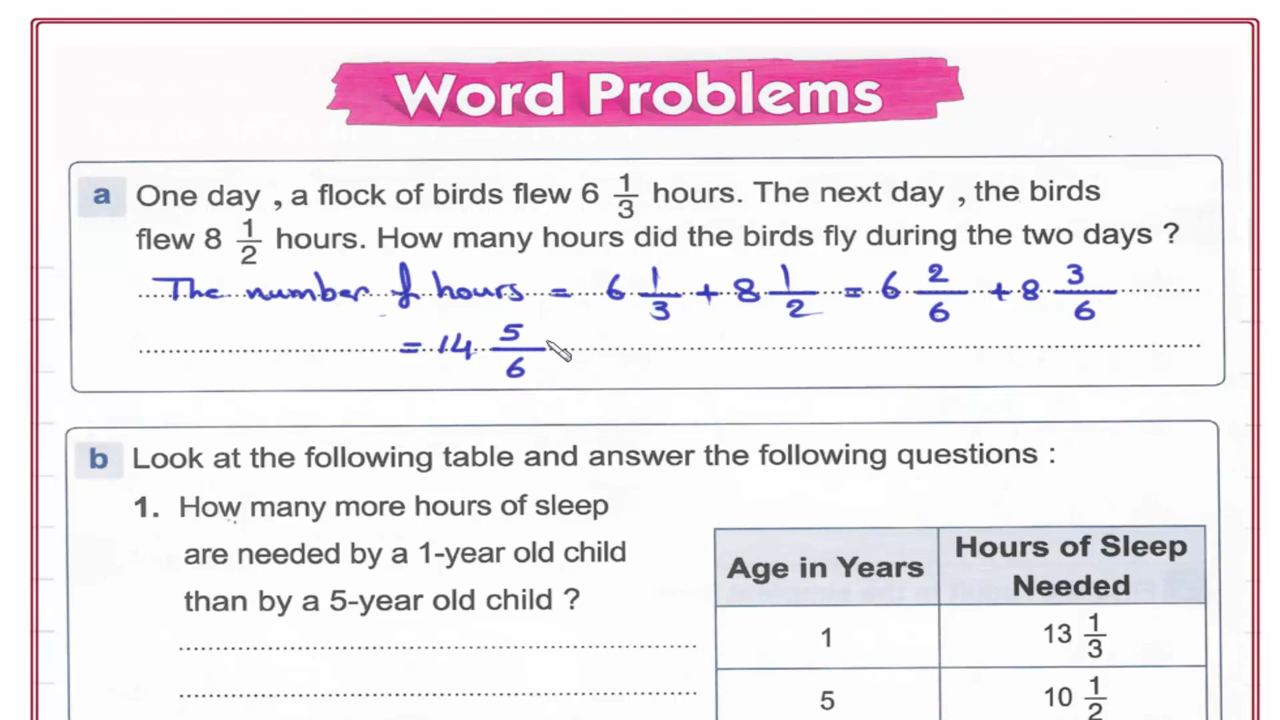 Word Problems
a One day , a flock of birds flew 6 1/3 hours. The next day , the birds
flew 8 1/2 hours. How many hours did the birds fly during the two days ?
The number of hours = 6 1/3 + 8 1/2 = 6 2/6 + 8 3/6
= 14 5/6
b Look at the following table and answer the following questions :
1. How many more hours of sleep
are needed by a 1-year old child
than by a 5-year old child ?
Age in Years
Hours of Sleep
Needed
1
13 1/3
5
10 1/2